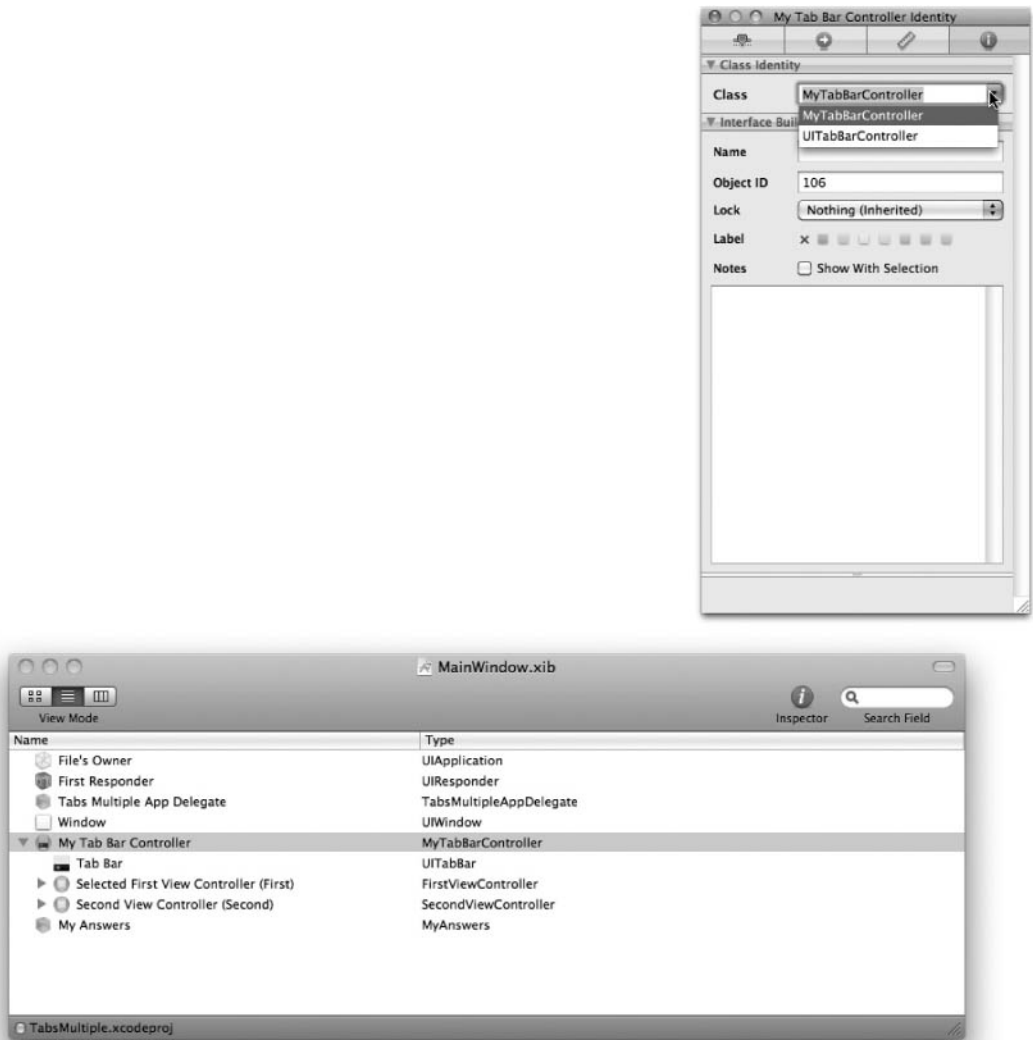 My Tab Bar Controller Identity
Class Identity
Class MyTabBarController
MyTabBarController
UITabBarController
Interface Bui
Name
Object ID 106
Lock Nothing (Inherited)
Label
Notes Show With Selection
MainWindow.xib
View Mode Inspector Search Field
Name Type
File's Owner UIApplication
First Responder UIResponder
Tabs Multiple App Delegate TabsMultipleAppDelegate
Window UIWindow
My Tab Bar Controller MyTabBarController
Tab Bar UITabBar
Selected First View Controller (First) FirstViewController
Second View Controller (Second) SecondViewController
My Answers MyAnswers
TabsMultiple.xcodeproj